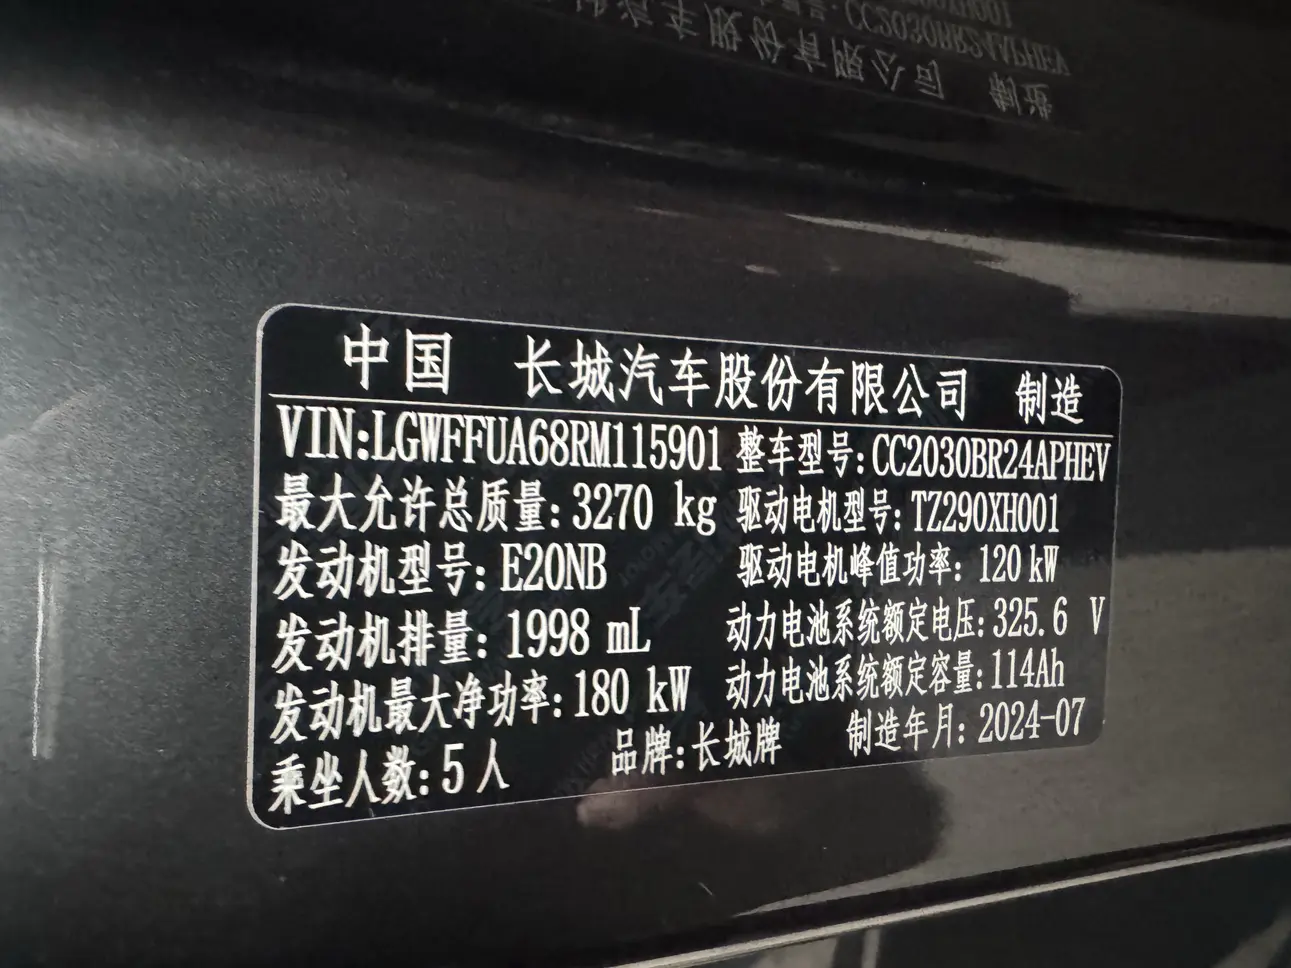 中国 长城汽车股份有限公司 制造
VIN:LGWFFUA68RM115901 整车型号:CC2030BR24APHEV
最大允许总质量:3270 kg 驱动电机型号:TZ290XH001
发动机型号:E20NB 驱动电机峰值功率:120 kW
发动机排量:1998 mL 动力电池系统额定电压:325.6 V
发动机最大净功率:180 kW 动力电池系统额定容量:114Ah
乘坐人数:5 人 品牌:长城牌 制造年月:2024-07